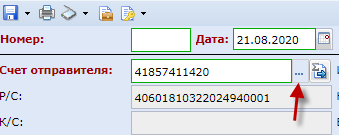 Номер: Дата: 21.08.2020
Счет отправителя: 41857411420 ...
Р/С: 40601810322024940001
К/С: